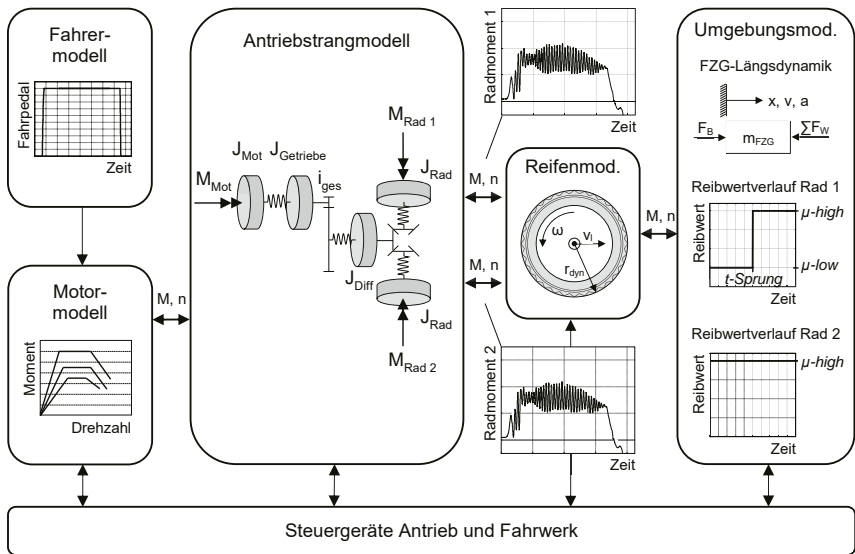 Fahrer-
modell
Fahrpedal
Zeit
Motor-
modell
Moment
Drehzahl
M, n
Antriebstrangmodell
M_Rad 1
J_Mot J_Getriebe
i_ges
J_Rad
M_Mot
J_Diff
J_Rad
M_Rad 2
Radmoment 1
Zeit
M, n
M, n
Reifenmod.
ω
v_l
r_dyn
Radmoment 2
Zeit
M, n
Umgebungsmod.
FZG-Längsdynamik
x, v, a
F_B
m_FZG
∑F_W
Reibwertverlauf Rad 1
Reibwert
μ-high
μ-low
t-Sprung
Zeit
Reibwertverlauf Rad 2
Reibwert
μ-high
Zeit
Steuergeräte Antrieb und Fahrwerk